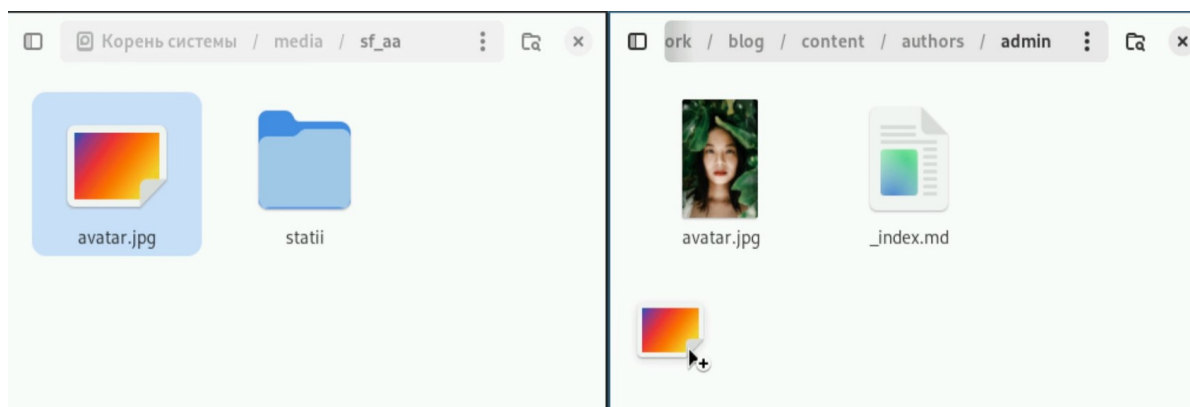 Корень системы / media / sf_aa
ork / blog / content / authors / admin
avatar.jpg
statii
avatar.jpg
_index.md